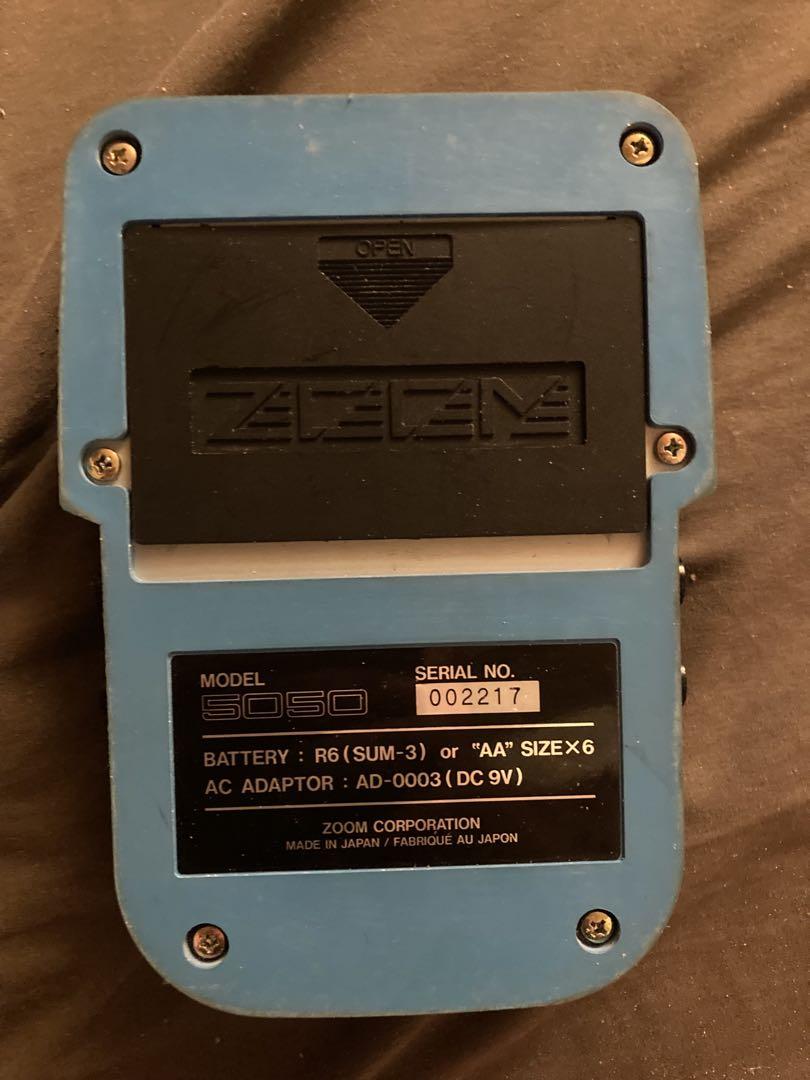 OPEN
ZOOM
MODEL
5050
SERIAL NO.
002217
BATTERY : R6 (SUM-3) or "AA" SIZE×6
AC ADAPTOR : AD-0003 (DC 9V)
ZOOM CORPORATION
MADE IN JAPAN / FABRIQUÉ AU JAPON